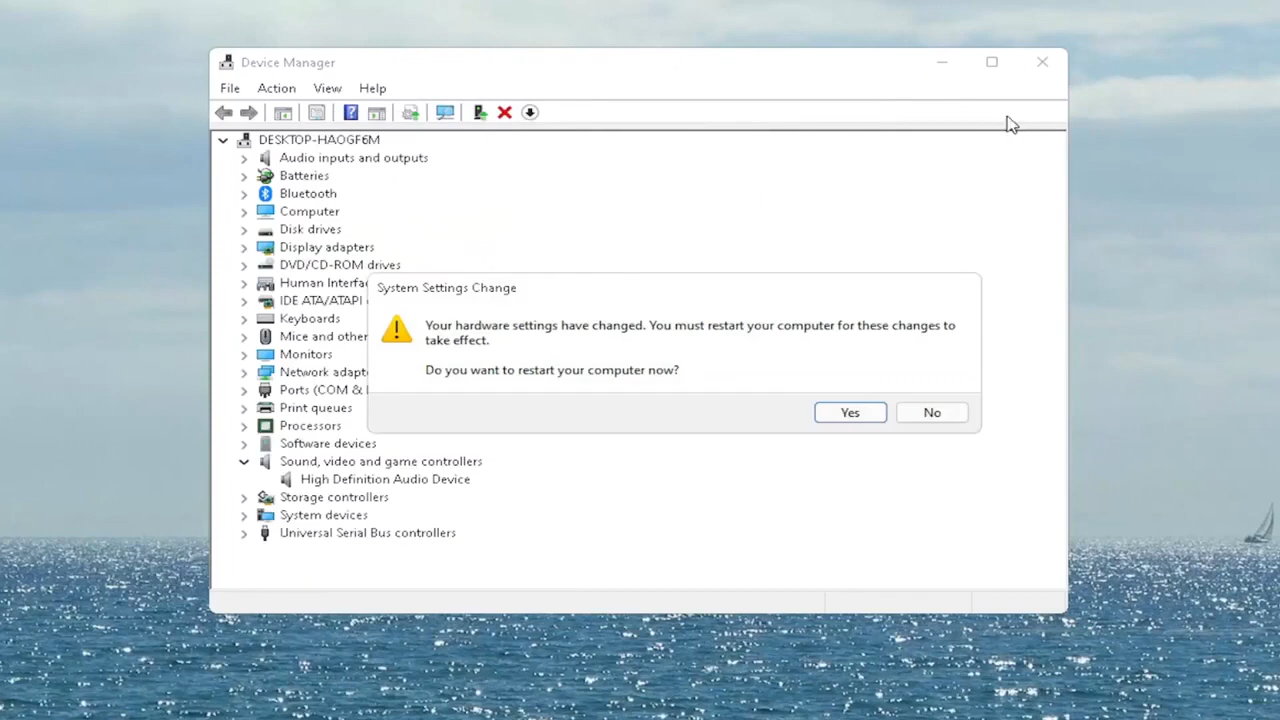 Device Manager
File Action View Help
DESKTOP-HAOGF6M
Audio inputs and outputs
Batteries
Bluetooth
Computer
Disk drives
Display adapters
DVD/CD-ROM drives
Human Interfa
System Settings Change
IDE ATA/ATAPI
Keyboards
Your hardware settings have changed. You must restart your computer for these changes to
take effect.
Mice and other
Monitors
Network adapt
Do you want to restart your computer now?
Ports (COM &
Print queues
Yes No
Processors
Software devices
Sound, video and game controllers
High Definition Audio Device
Storage controllers
System devices
Universal Serial Bus controllers